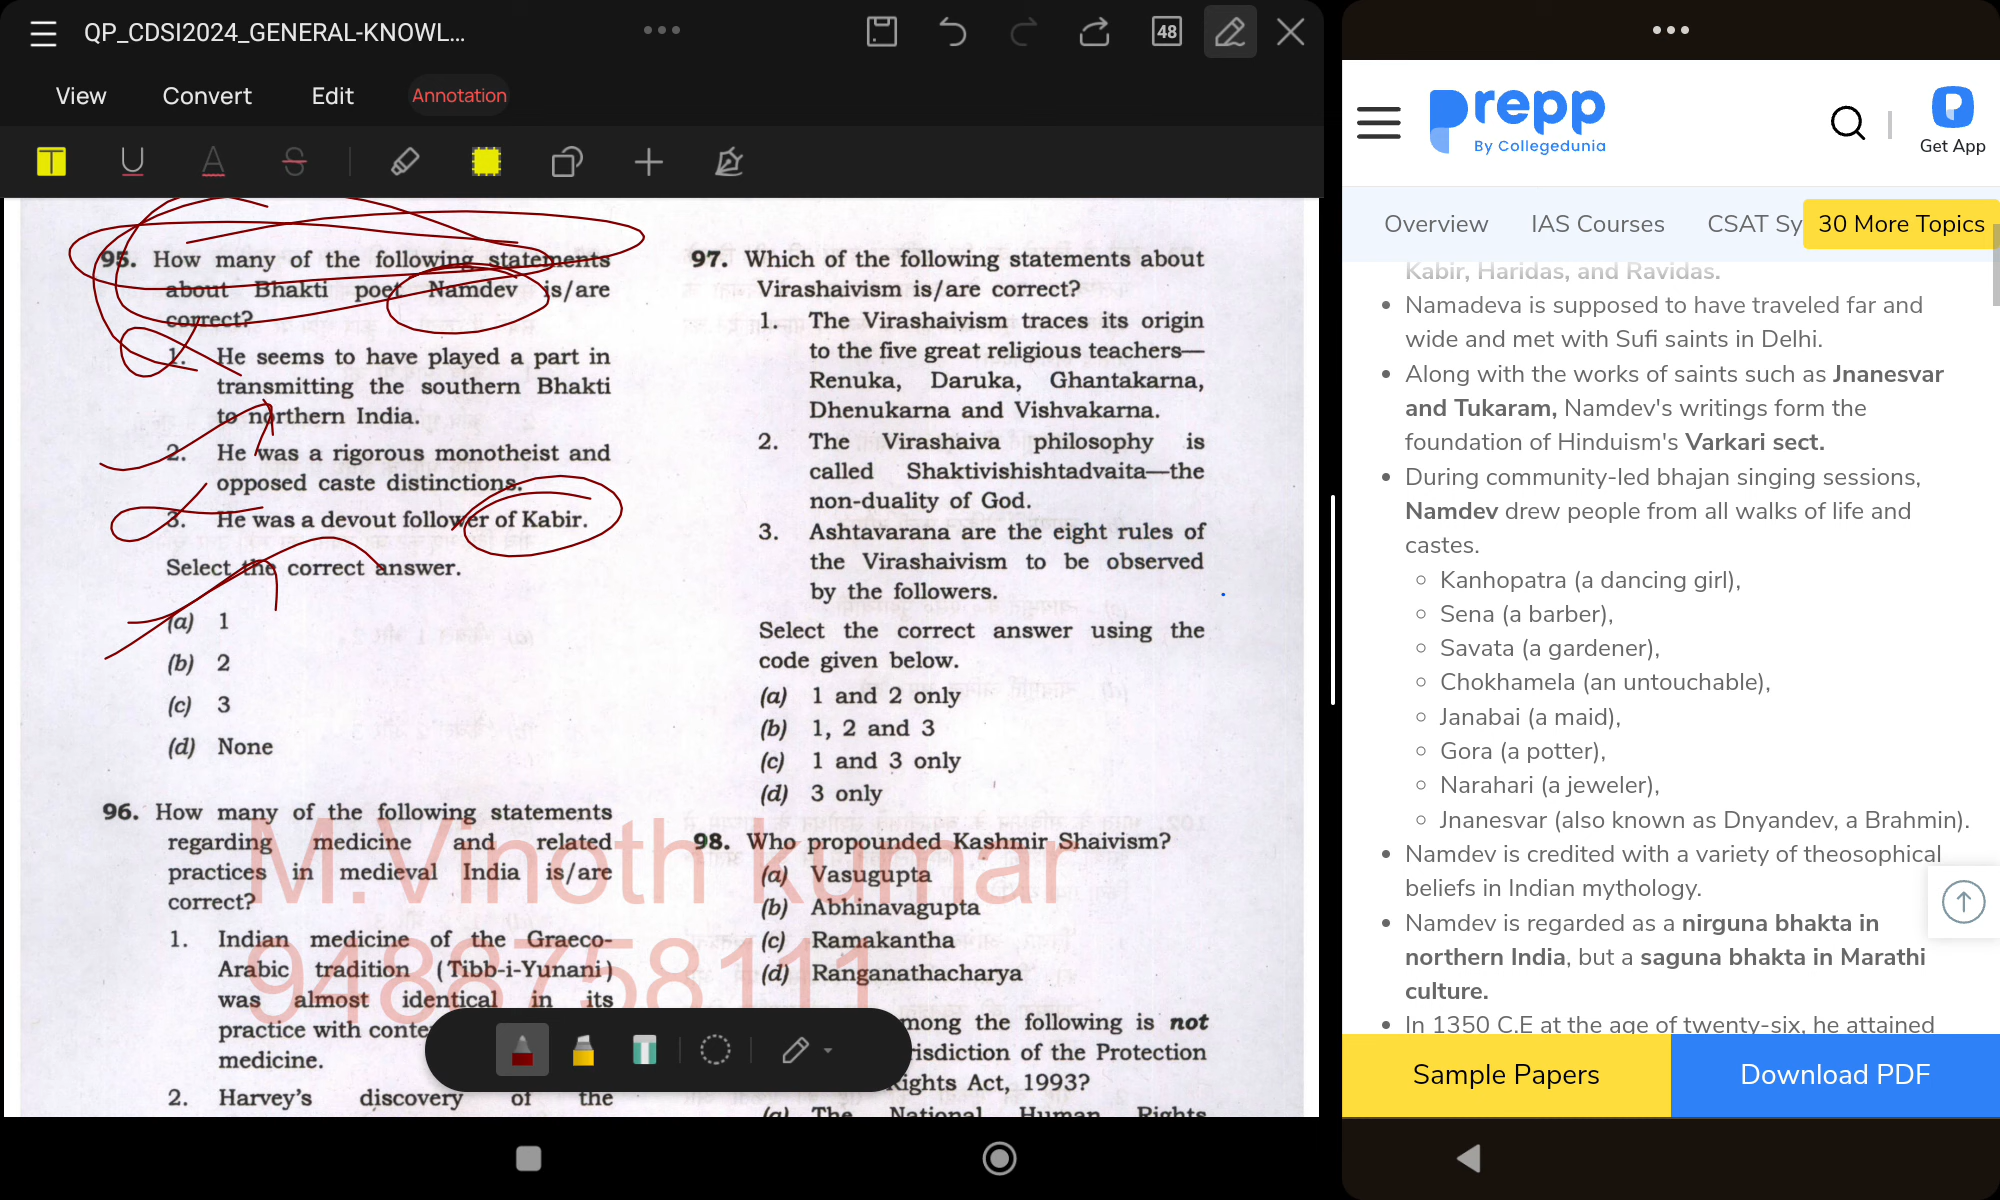 QP_CDSI2024_GENERAL-KNOWL...
48
View Convert Edit Annotation
95. How many of the following statements
about Bhakti poet Namdev is/are
correct?
1. He seems to have played a part in
transmitting the southern Bhakti
to northern India.
2. He was a rigorous monotheist and
opposed caste distinctions.
3. He was a devout follower of Kabir.
Select the correct answer.
(a) 1
(b) 2
(c) 3
(d) None
96. How many of the following statements
regarding medicine and related
practices in medieval India is/are
correct?
1. Indian medicine of the Graeco-
Arabic tradition (Tibb-i-Yunani)
was almost identical in its
practice with conte
medicine.
2. Harvey's discovery of the
M.Vinoth kumar
9488758111
97. Which of the following statements about
Virashaivism is/are correct?
1. The Virashaivism traces its origin
to the five great religious teachers—
Renuka, Daruka, Ghantakarna,
Dhenukarna and Vishvakarna.
2. The Virashaiva philosophy is
called Shaktivishishtadvaita—the
non-duality of God.
3. Ashtavarana are the eight rules of
the Virashaivism to be observed
by the followers.
Select the correct answer using the
code given below.
(a) 1 and 2 only
(b) 1, 2 and 3
(c) 1 and 3 only
(d) 3 only
98. Who propounded Kashmir Shaivism?
(a) Vasugupta
(b) Abhinavagupta
(c) Ramakantha
(d) Ranganathacharya
mong the following is not
risdiction of the Protection
Rights Act, 1993?
(a) The National Human Rights
Prepp
By Collegedunia
Get App
Overview IAS Courses CSAT Sy 30 More Topics
Kabir, Haridas, and Ravidas.
Namadeva is supposed to have traveled far and
wide and met with Sufi saints in Delhi.
Along with the works of saints such as Jnanesvar
and Tukaram, Namdev's writings form the
foundation of Hinduism's Varkari sect.
During community-led bhajan singing sessions,
Namdev drew people from all walks of life and
castes.
Kanhopatra (a dancing girl),
Sena (a barber),
Savata (a gardener),
Chokhamela (an untouchable),
Janabai (a maid),
Gora (a potter),
Narahari (a jeweler),
Jnanesvar (also known as Dnyandev, a Brahmin).
Namdev is credited with a variety of theosophical
beliefs in Indian mythology.
Namdev is regarded as a nirguna bhakta in
northern India, but a saguna bhakta in Marathi
culture.
In 1350 C.E at the age of twenty-six, he attained
Sample Papers Download PDF